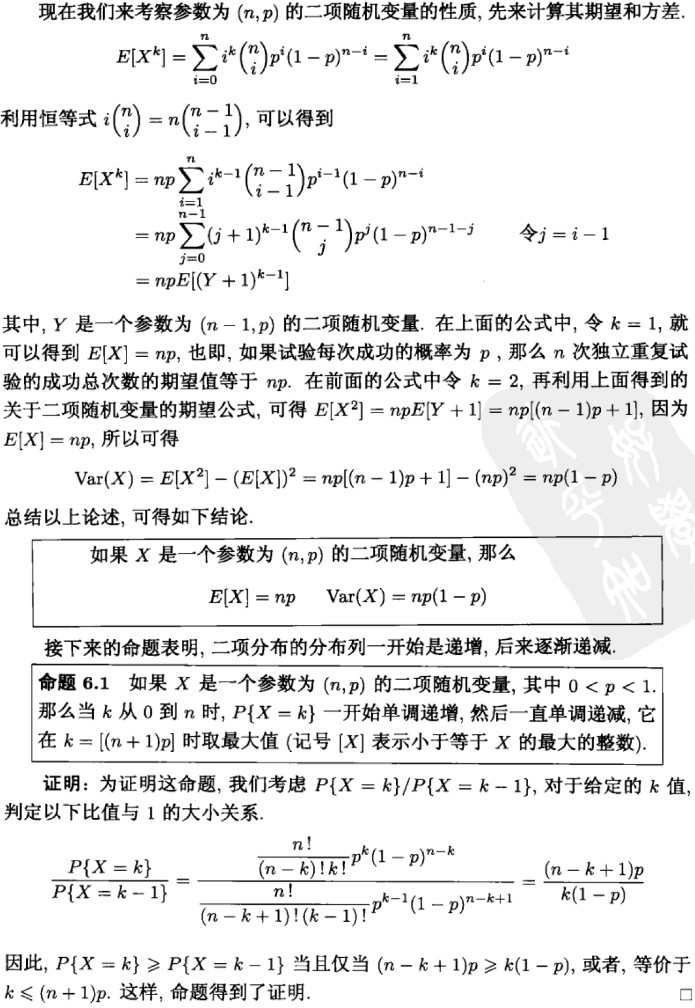 现在我们来考察参数为 (n, p) 的二项随机变量的性质, 先来计算其期望和方差.
E[X^k] = \sum_{i=0}^{n} i^k \binom{n}{i} p^i (1 − p)^{n−i} = \sum_{i=1}^{n} i^k \binom{n}{i} p^i (1 − p)^{n−i}
利用恒等式 i\binom{n}{i} = n\binom{n − 1}{i − 1}, 可以得到
E[X^k] = np \sum_{i=1}^{n} i^{k−1} \binom{n − 1}{i − 1} p^{i−1} (1 − p)^{n−i}
= np \sum_{j=0}^{n−1} (j + 1)^{k−1} \binom{n − 1}{j} p^j (1 − p)^{n−1−j} 令j = i − 1
= npE[(Y + 1)^{k−1}]
其中, Y 是一个参数为 (n − 1, p) 的二项随机变量. 在上面的公式中, 令 k = 1, 就
可以得到 E[X] = np, 也即, 如果试验每次成功的概率为 p , 那么 n 次独立重复试
验的成功总次数的期望值等于 np. 在前面的公式中令 k = 2, 再利用上面得到的
关于二项随机变量的期望公式, 可得 E[X^2] = npE[Y + 1] = np[(n − 1)p + 1], 因为
E[X] = np, 所以可得
Var(X) = E[X^2] − (E[X])^2 = np[(n − 1)p + 1] − (np)^2 = np(1 − p)
总结以上论述, 可得如下结论.
如果 X 是一个参数为 (n, p) 的二项随机变量, 那么
E[X] = np Var(X) = np(1 − p)
接下来的命题表明, 二项分布的分布列一开始是递增, 后来逐渐递减.
命题 6.1 如果 X 是一个参数为 (n, p) 的二项随机变量, 其中 0 < p < 1.
那么当 k 从 0 到 n 时, P{X = k} 一开始单调递增, 然后一直单调递减, 它
在 k = [(n + 1)p] 时取最大值 (记号 [X] 表示小于等于 X 的最大的整数).
证明: 为证明这命题, 我们考虑 P{X = k}/P{X = k − 1}, 对于给定的 k 值,
判定以下比值与 1 的大小关系.
\frac{P{X = k}}{P{X = k − 1}} = \frac{\frac{n!}{(n − k)!k!} p^k (1 − p)^{n−k}}{\frac{n!}{(n − k + 1)!(k − 1)!} p^{k−1} (1 − p)^{n−k+1}} = \frac{(n − k + 1)p}{k(1 − p)}
因此, P{X = k} ⩾ P{X = k − 1} 当且仅当 (n − k + 1)p ⩾ k(1 − p), 或者, 等价于
k ⩽ (n + 1)p. 这样, 命题得到了证明. □